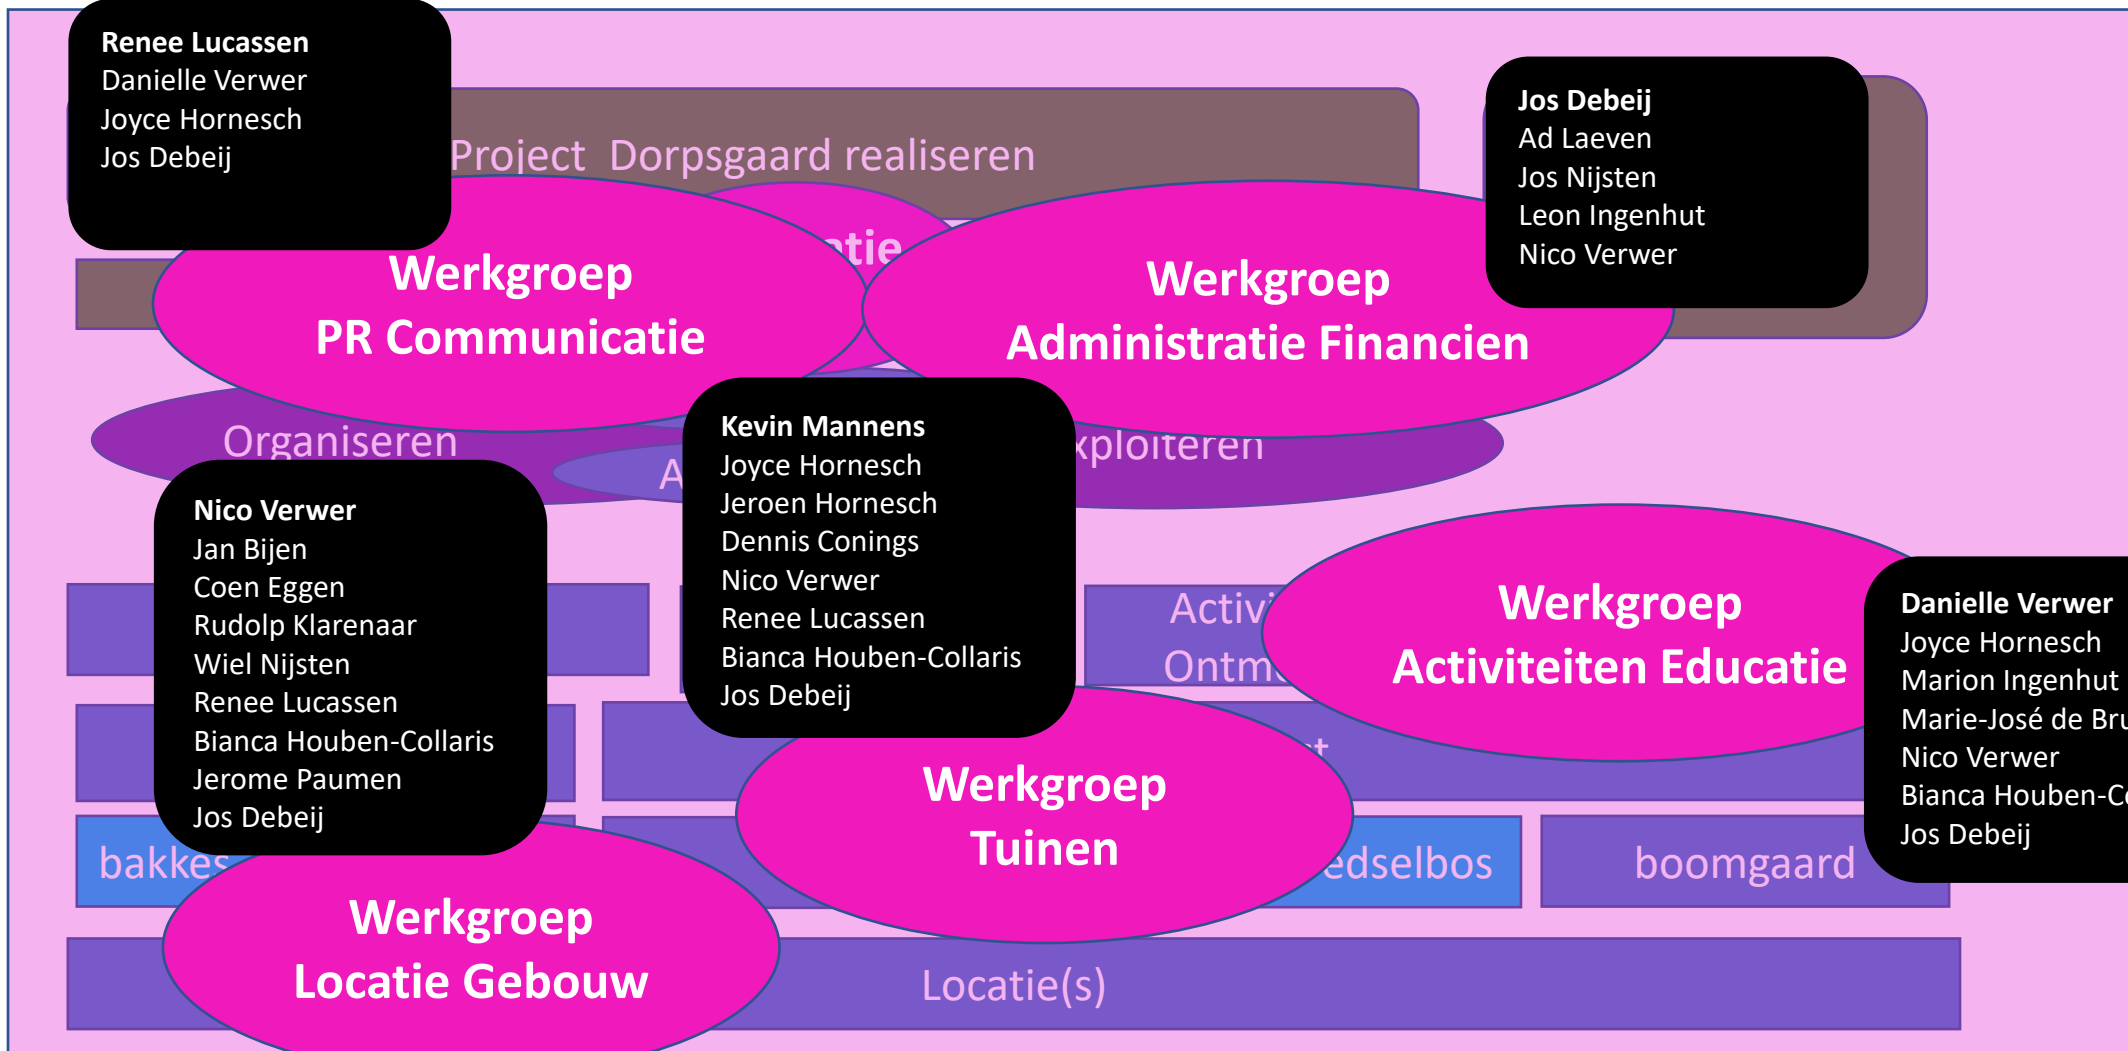 Renee Lucassen
Danielle Verwer
Joyce Hornesch
Jos Debeij
Project Dorpsgaard realiseren
Jos Debeij
Ad Laeven
Jos Nijsten
Leon Ingenhut
Nico Verwer
Werkgroep
PR Communicatie
Werkgroep
Administratie Financien
Organiseren
Kevin Mannens
Joyce Hornesch
Jeroen Hornesch
Dennis Conings
Nico Verwer
Renee Lucassen
Bianca Houben-Collaris
Jos Debeij
Nico Verwer
Jan Bijen
Coen Eggen
Rudolp Klarenaar
Wiel Nijsten
Renee Lucassen
Bianca Houben-Collaris
Jerome Paumen
Jos Debeij
Werkgroep
Activiteiten Educatie
Danielle Verwer
Joyce Hornesch
Marion Ingenhut
Marie-José de
Nico Verwer
Bianca
Jos Debeij
Werkgroep
Tuinen
boomgaard
Werkgroep
Locatie Gebouw
Locatie(s)